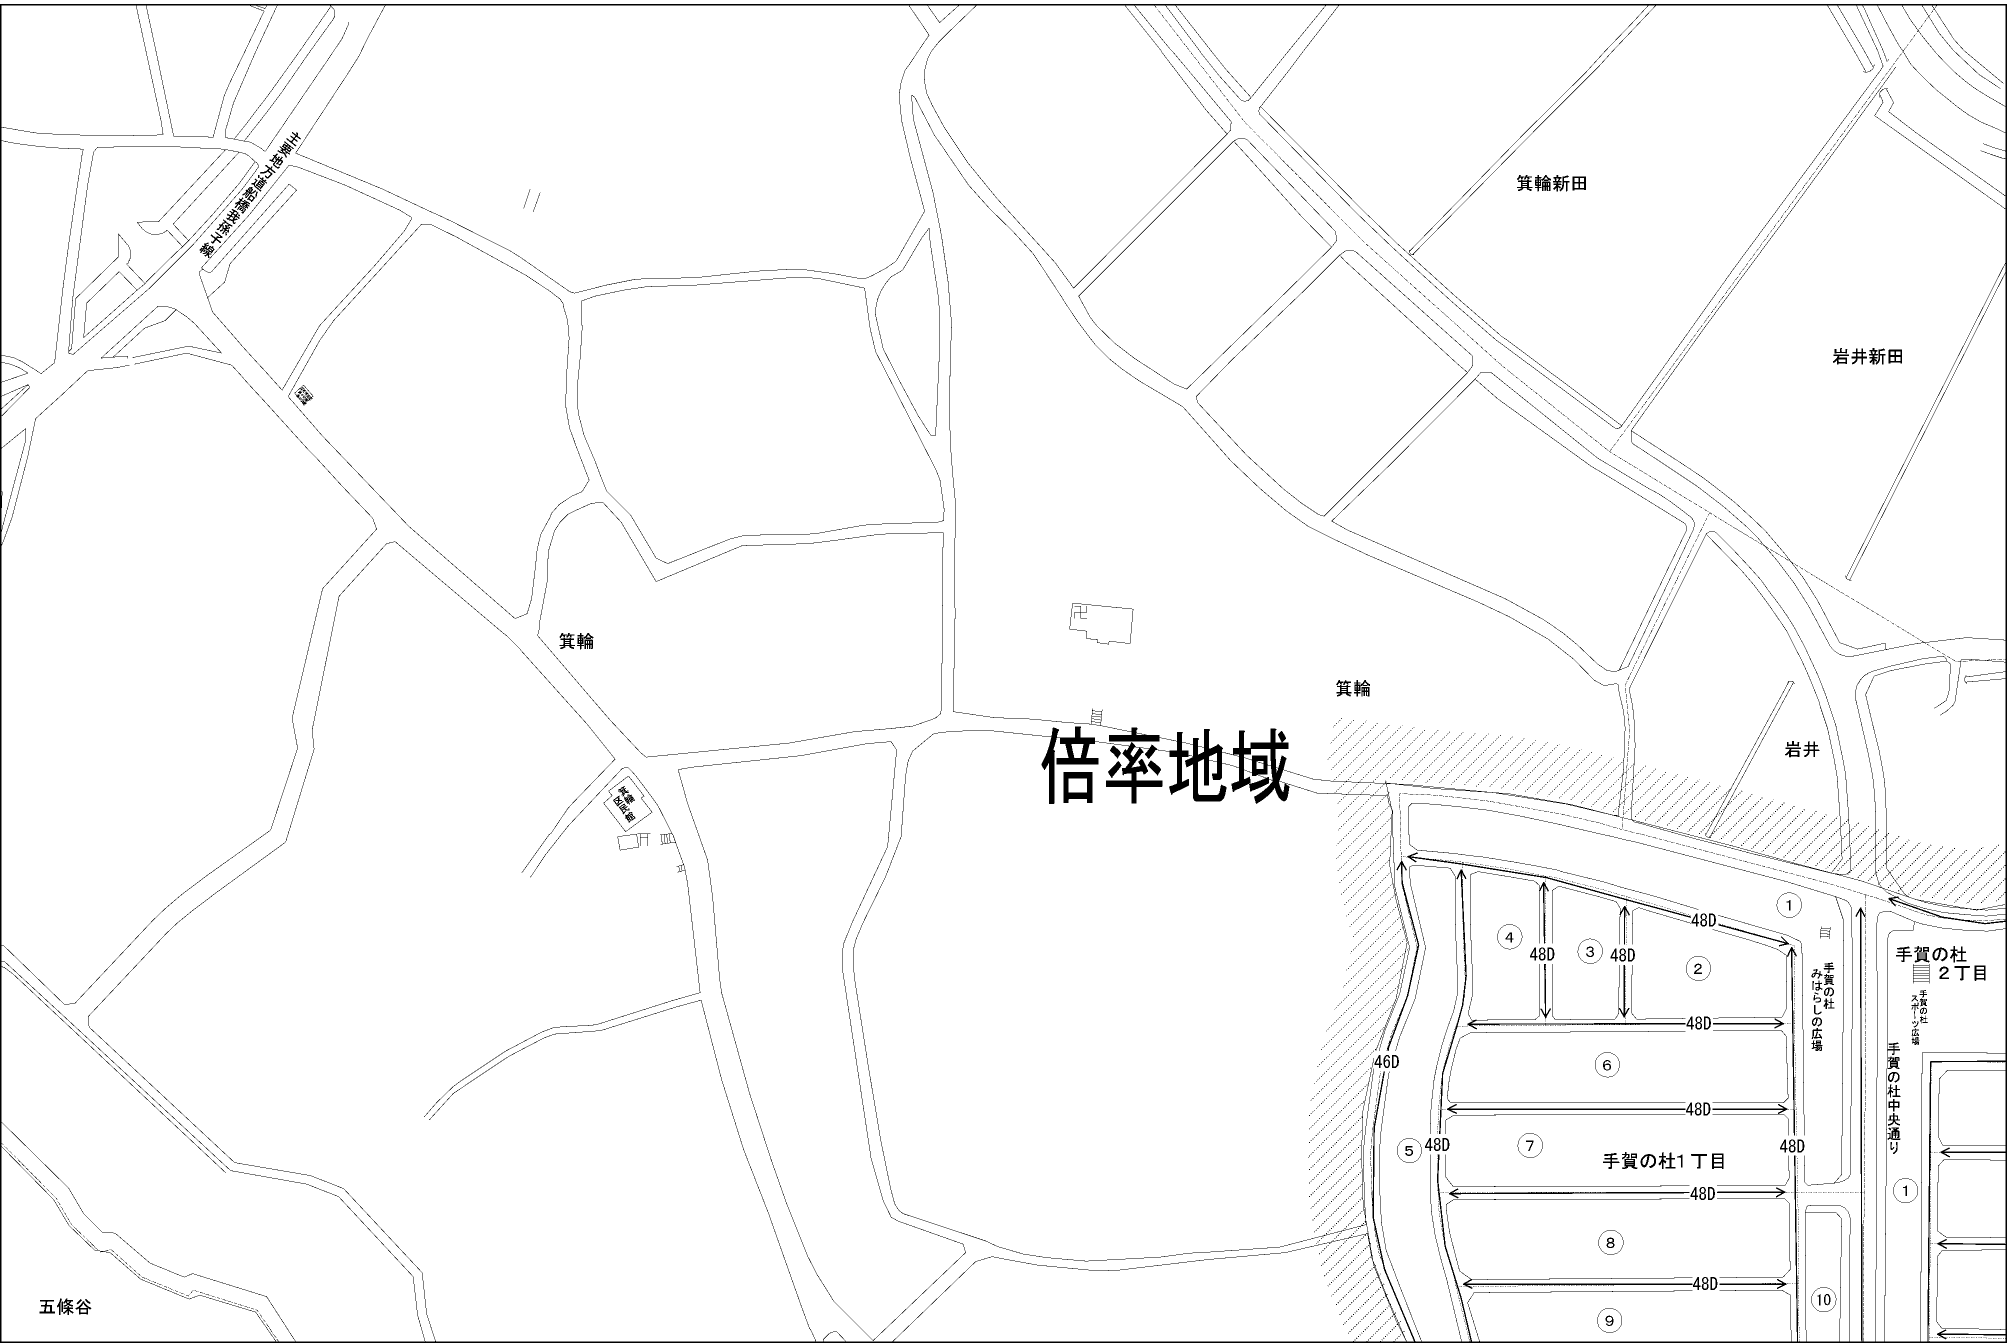 主要地方道船橋我孫子線
箕輪新田
岩井新田
箕輪
箕輪
倍率地域
岩井
箕輪
区民館
五條谷
48D
①
④
48D
③
48D
②
手賀の杜
みはらしの広場
手賀の杜
2丁目
手賀の杜
スポーツ広場
48D
46D
⑥
手賀の杜中央通り
48D
⑤
48D
⑦
手賀の杜1丁目
48D
48D
①
⑧
48D
⑩
⑨